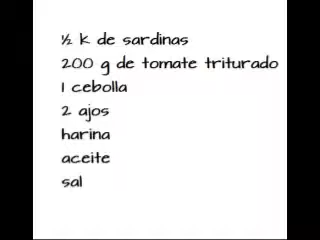 ½ k de sardinas
200 g de tomate triturado
1 cebolla
2 ajos
harina
aceite
sal